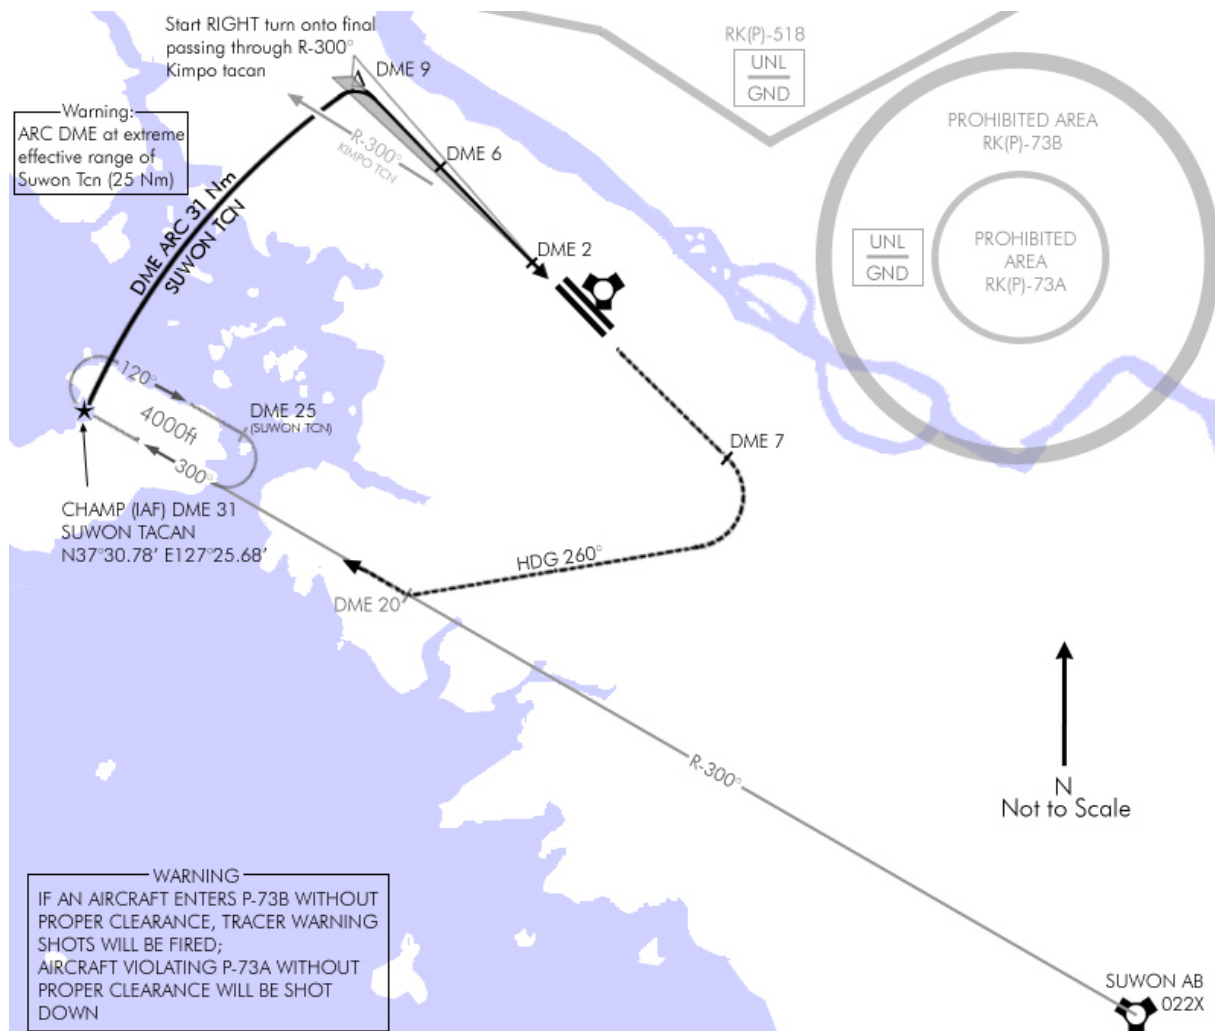 Start RIGHT turn onto final
passing through R-300°
Kimpo tacan
DME 9
RK(P)-518
UNL
GND
Warning:
ARC DME at extreme
effective range of
Suwon Tcn (25 Nm)
R-300°
KIMPO TCN
DME 6
PROHIBITED AREA
RK(P)-73B
DME ARC 31 Nm
SUWON TCN
DME 2
UNL
GND
PROHIBITED
AREA
RK(P)-73A
120°
4000ft
300°
DME 25
(SUWON TCN)
DME 7
CHAMP (IAF) DME 31
SUWON TACAN
N37°30.78' E127°25.68'
HDG 260°
DME 20
R-300°
N
Not to Scale
WARNING
IF AN AIRCRAFT ENTERS P-73B WITHOUT
PROPER CLEARANCE, TRACER WARNING
SHOTS WILL BE FIRED;
AIRCRAFT VIOLATING P-73A WITHOUT
PROPER CLEARANCE WILL BE SHOT
DOWN
SUWON AB
022X